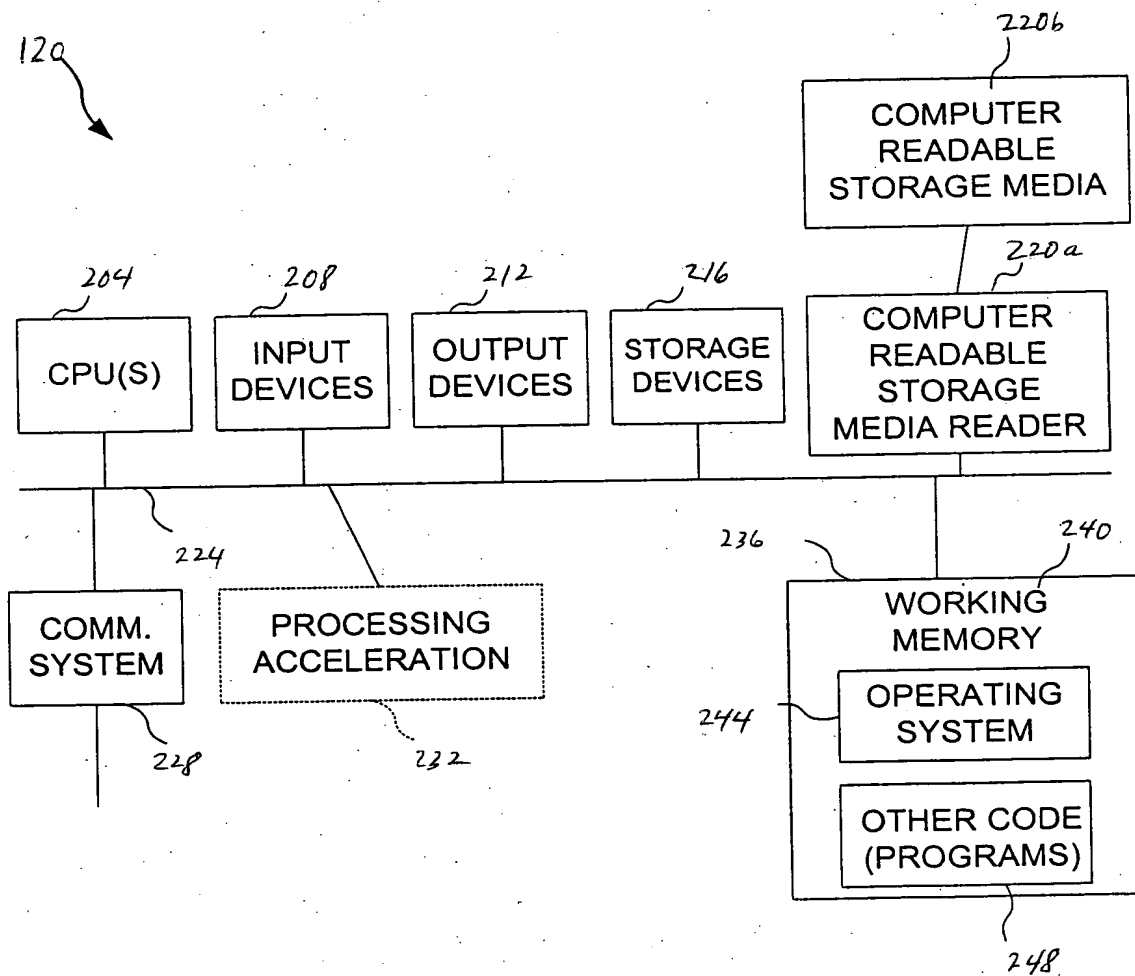 120
220b
COMPUTER
READABLE
STORAGE MEDIA
220a
204
208
212
216
CPU(S)
INPUT
DEVICES
OUTPUT
DEVICES
STORAGE
DEVICES
COMPUTER
READABLE
STORAGE
MEDIA READER
224
236
240
COMM.
SYSTEM
228
PROCESSING
ACCELERATION
232
WORKING
MEMORY
244
OPERATING
SYSTEM
OTHER CODE
(PROGRAMS)
248